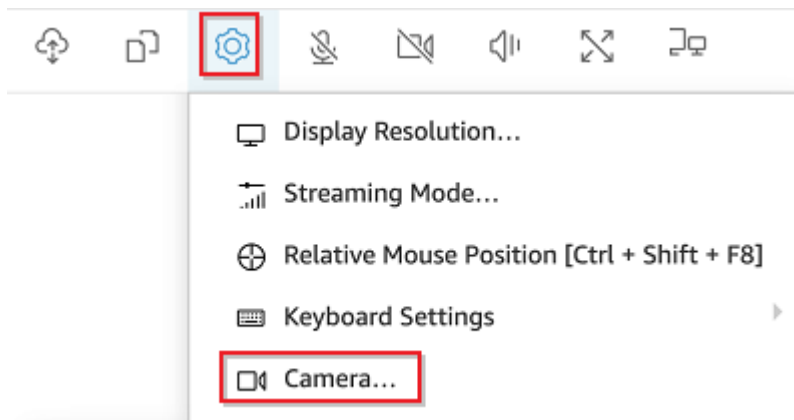 Display Resolution...
Streaming Mode...
Relative Mouse Position [Ctrl + Shift + F8]
Keyboard Settings
Camera...